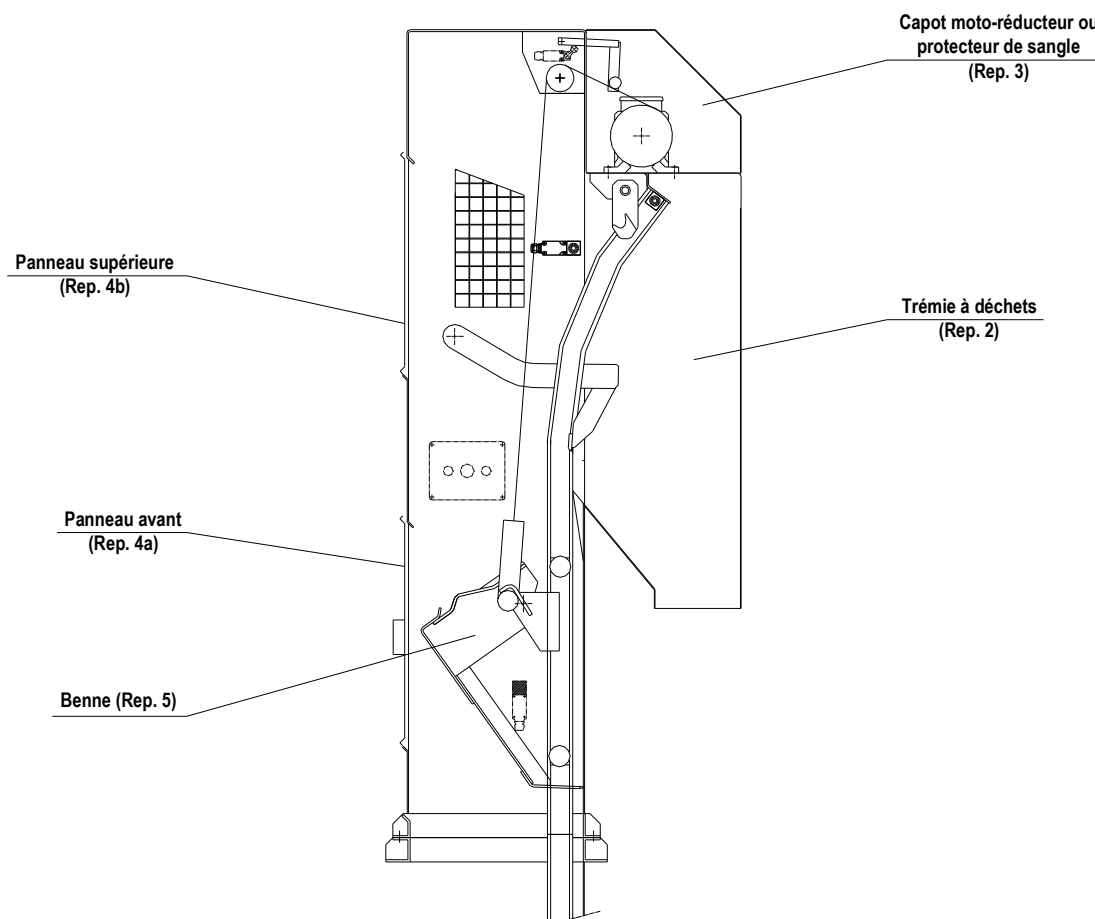 Capot moto-réducteur ou
protecteur de sangle
(Rep. 3)
Panneau supérieure
(Rep. 4b)
Trémie à déchets
(Rep. 2)
Panneau avant
(Rep. 4a)
Benne (Rep. 5)